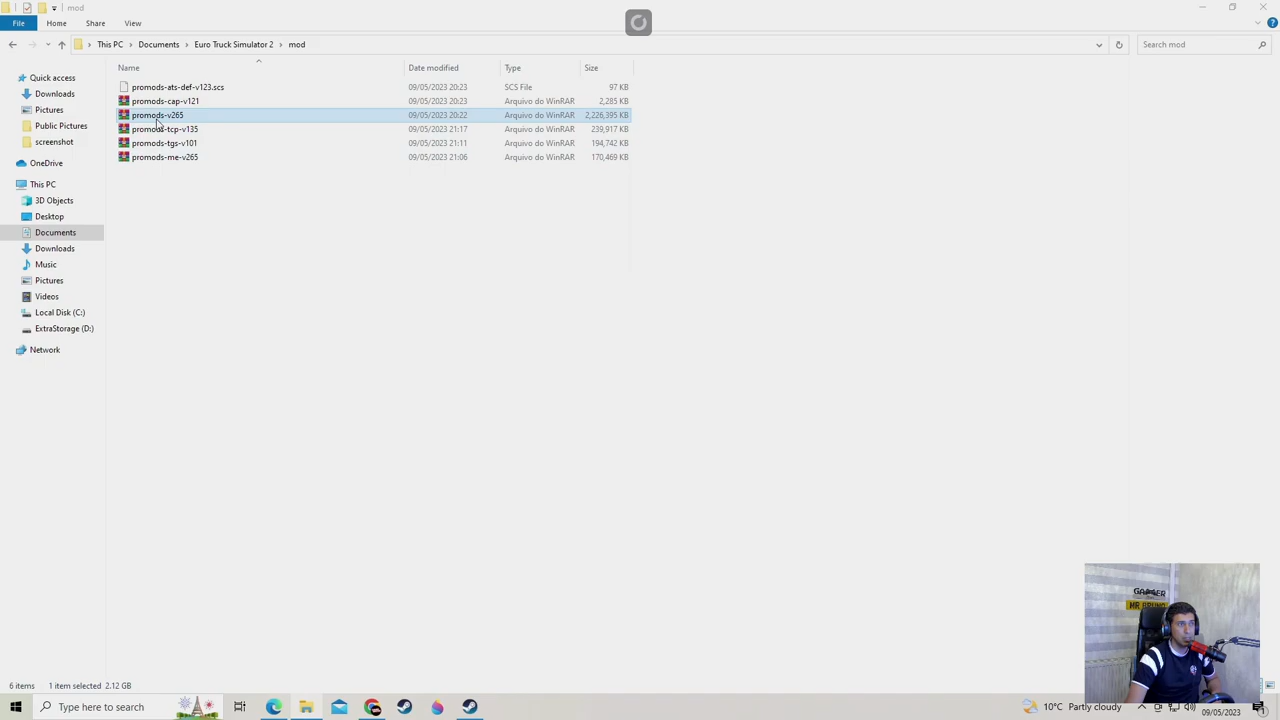 mod
File Home Share View
This PC Documents Euro Truck Simulator 2 mod Search mod
Name Date modified Type Size
promods-ats-def-v123.scs 09/05/2023 20:23 SCS File 97 KB
promods-cap-v121 09/05/2023 20:23 Arquivo do WinRAR 2,285 KB
promods-v265 09/05/2023 20:22 Arquivo do WinRAR 2,226,395 KB
promods-tcp-v135 09/05/2023 21:17 Arquivo do WinRAR 239,917 KB
promods-tgs-v101 09/05/2023 21:11 Arquivo do WinRAR 194,742 KB
promods-me-v265 09/05/2023 21:06 Arquivo do WinRAR 170,469 KB
Quick access
Downloads
Pictures
Public Pictures
screenshot
OneDrive
This PC
3D Objects
Desktop
Documents
Downloads
Music
Pictures
Videos
Local Disk (C:)
ExtraStorage (D:)
Network
MR BRUNO
6 items 1 item selected 2.12 GB
Type here to search
10°C Partly cloudy
09/05/2023